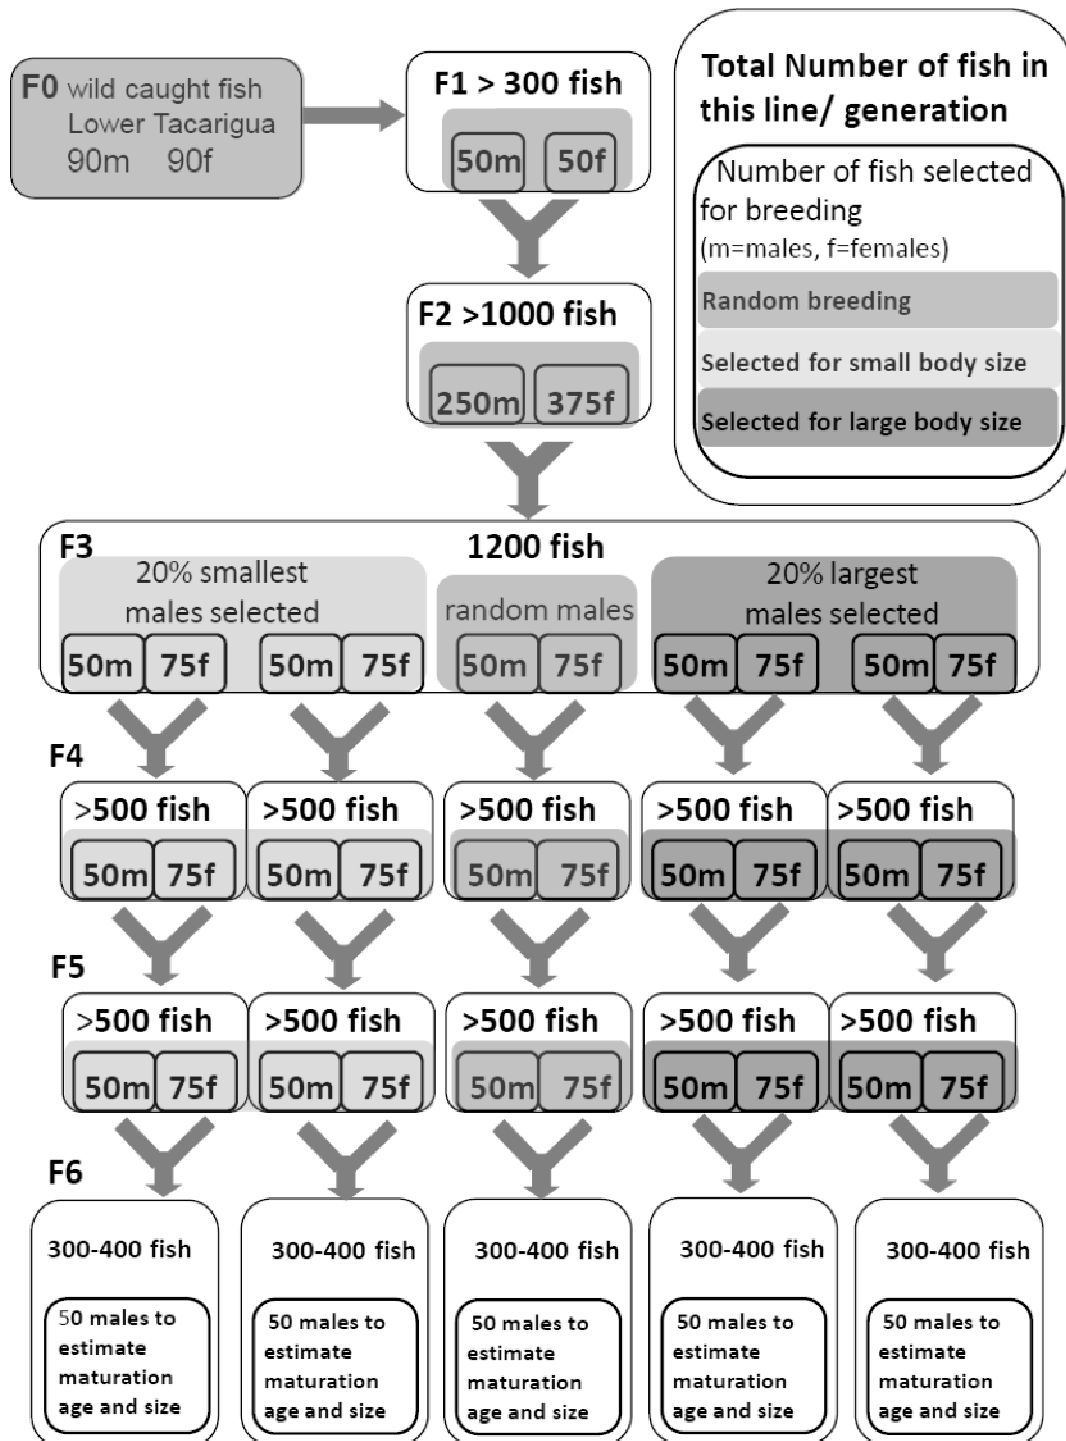 F0 wild caught fish
Lower Tacarigua
90m 90f
F1 > 300 fish
50m 50f
Total Number of fish in
this line/ generation
Number of fish selected
for breeding
(m=males, f=females)
Random breeding
Selected for small body size
Selected for large body size
F2 >1000 fish
250m 375f
F3
1200 fish
20% smallest
males selected
random males
20% largest
males selected
50m 75f 50m 75f 50m 75f 50m 75f 50m 75f
F4
>500 fish >500 fish >500 fish >500 fish >500 fish
50m 75f 50m 75f 50m 75f 50m 75f 50m 75f
F5
>500 fish >500 fish >500 fish >500 fish >500 fish
50m 75f 50m 75f 50m 75f 50m 75f 50m 75f
F6
300-400 fish 300-400 fish 300-400 fish 300-400 fish 300-400 fish
50 males to
estimate
maturation
age and size
50 males to
estimate
maturation
age and size
50 males to
estimate
maturation
age and size
50 males to
estimate
maturation
age and size
50 males to
estimate
maturation
age and size